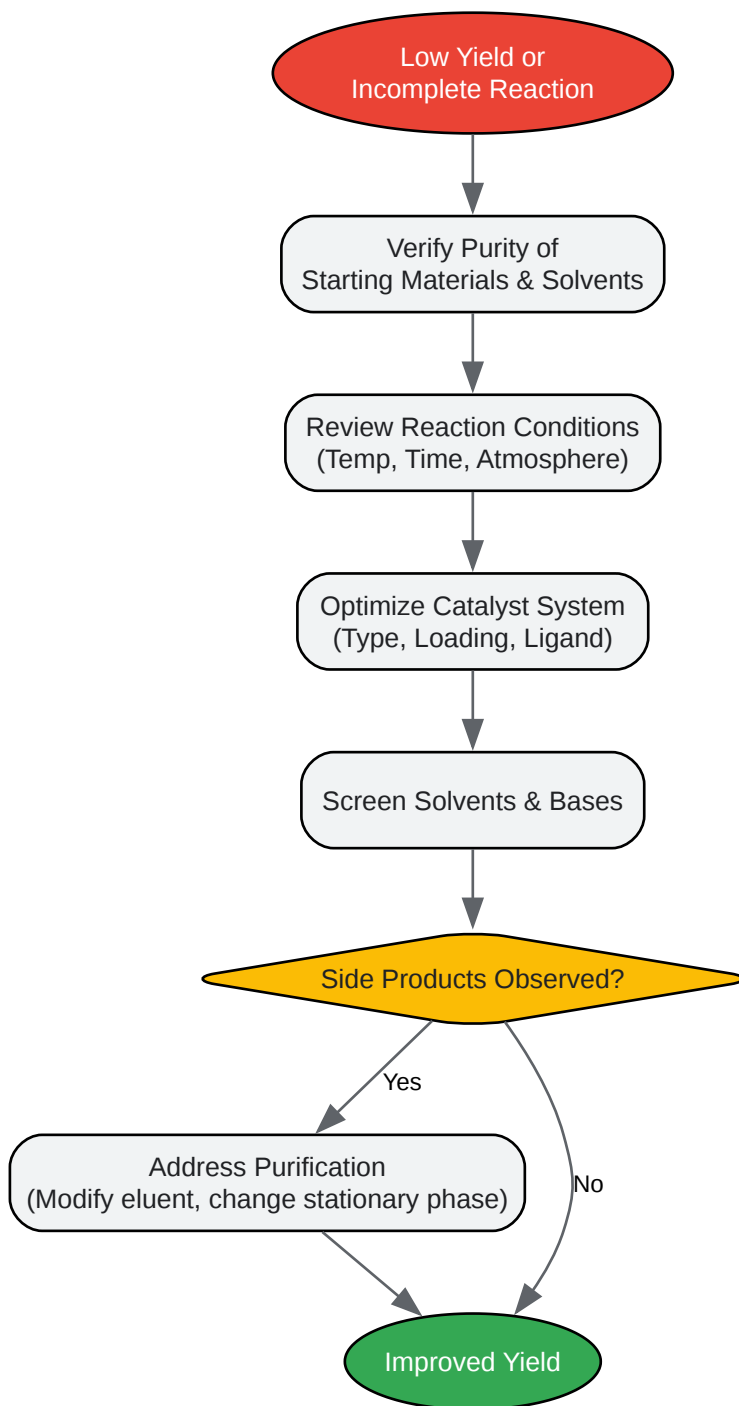 Low Yield or
Incomplete Reaction
Verify Purity of
Starting Materials & Solvents
Review Reaction Conditions
(Temp, Time, Atmosphere)
Optimize Catalyst System
(Type, Loading, Ligand)
Screen Solvents & Bases
Side Products Observed?
Yes
Address Purification
(Modify eluent, change stationary phase)
No
Improved Yield